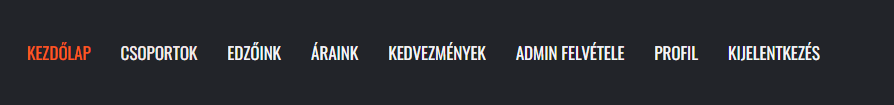 KEZDŐLAP CSOPORTOK EDZŐINK ÁRAINK KEDVEZMÉNYEK ADMIN FELVÉTELE PROFIL KIJELENTKEZÉS